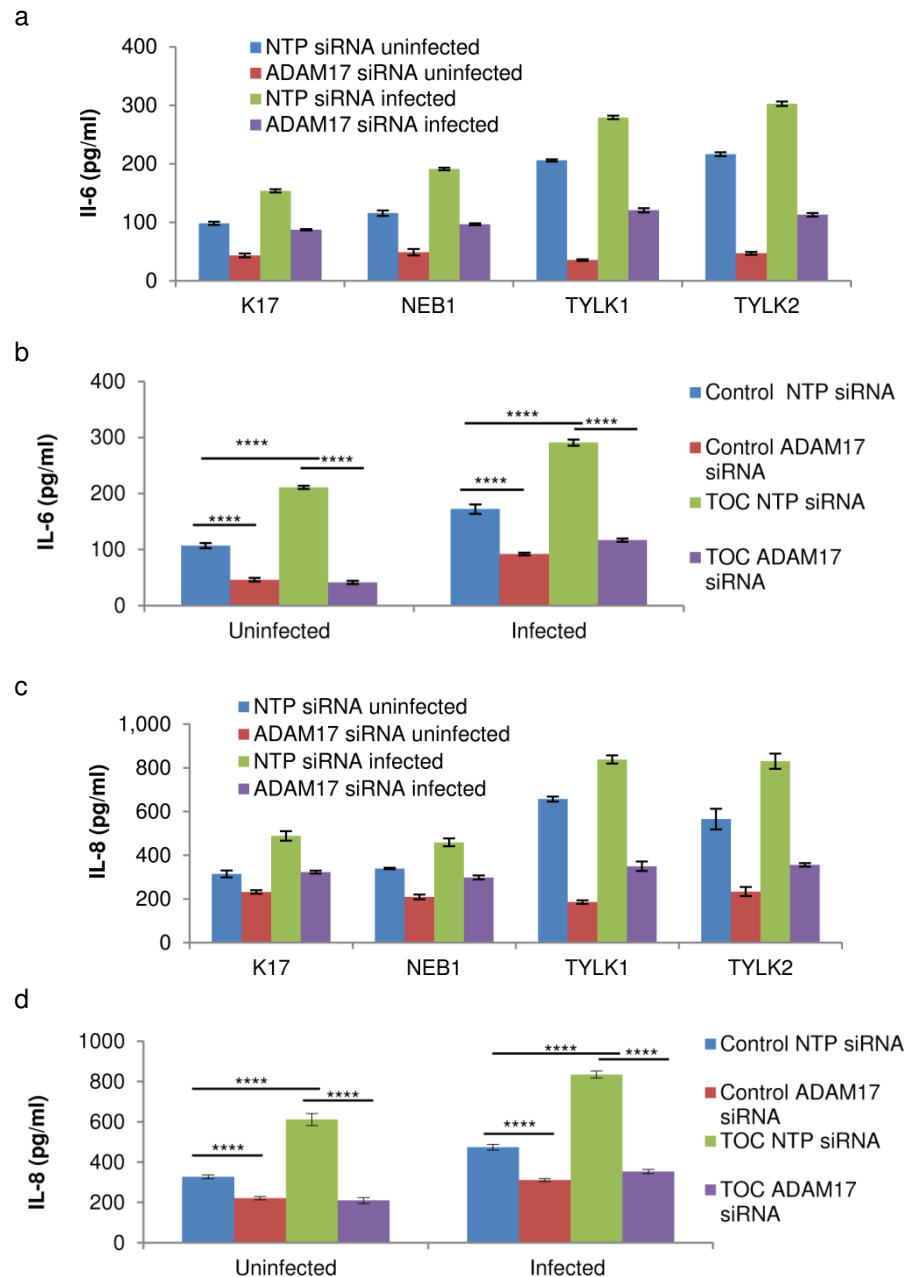 a
NTP siRNA uninfected
ADAM17 siRNA uninfected
NTP siRNA infected
ADAM17 siRNA infected
Il-6 (pg/ml)
400
300
200
100
0
K17 NEB1 TYLK1 TYLK2
b
IL-6 (pg/ml)
400
300
200
100
0
**** **** ****
**** **** ****
Uninfected Infected
Control NTP siRNA
Control ADAM17
siRNA
TOC NTP siRNA
TOC ADAM17
siRNA
c
NTP siRNA uninfected
ADAM17 siRNA uninfected
NTP siRNA infected
ADAM17 siRNA infected
IL-8 (pg/ml)
1,000
800
600
400
200
0
K17 NEB1 TYLK1 TYLK2
d
IL-8 (pg/ml)
1000
800
600
400
200
0
**** **** ****
**** **** ****
Uninfected Infected
Control NTP siRNA
Control ADAM17
siRNA
TOC NTP siRNA
TOC ADAM17
siRNA